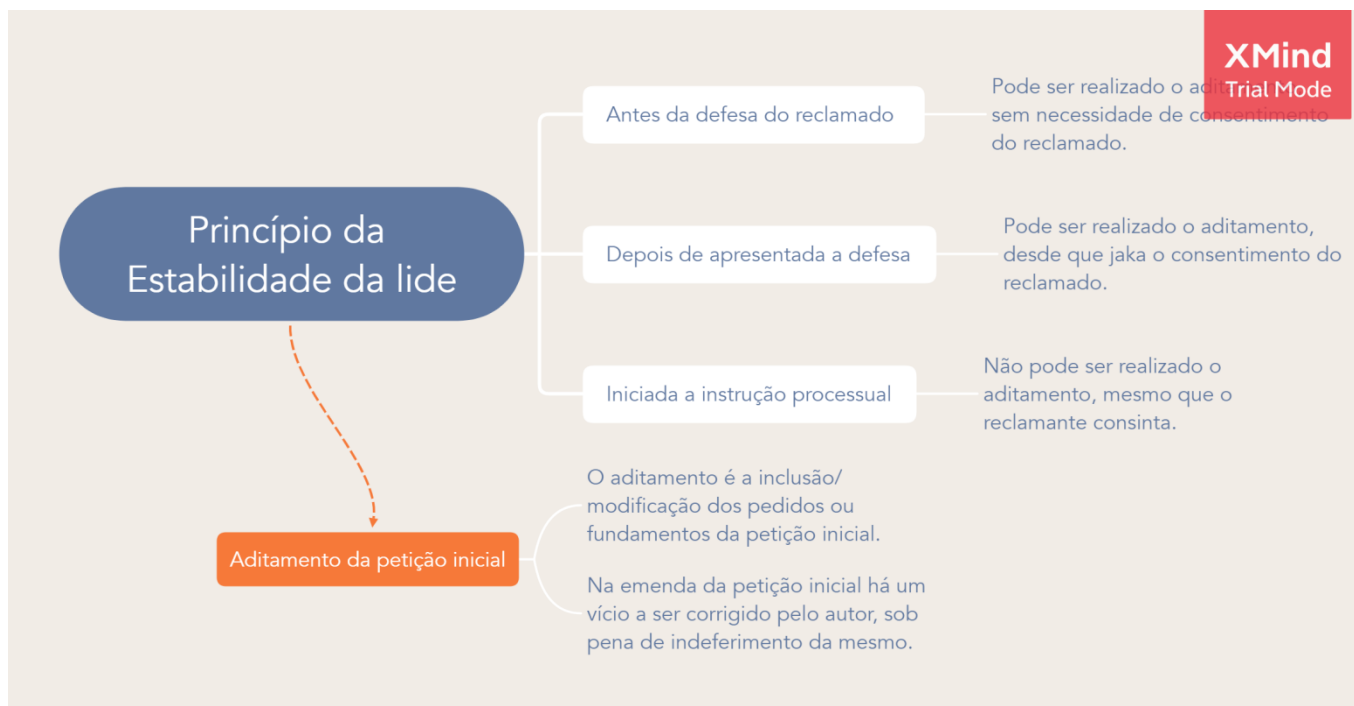 XMind
Trial Mode
Antes da defesa do reclamado
Pode ser realizado o
sem necessidade de consentimento
do reclamado.
Princípio da
Estabilidade da lide
Depois de apresentada a defesa
Pode ser realizado o aditamento,
desde que jaka o consentimento do
reclamado.
Iniciada a instrução processual
Não pode ser realizado o
aditamento, mesmo que o
reclamante consinta.
Aditamento da petição inicial
O aditamento é a inclusão/
modificação dos pedidos ou
fundamentos da petição inicial.
Na emenda da petição inicial há um
vício a ser corrigido pelo autor, sob
pena de indeferimento da mesmo.